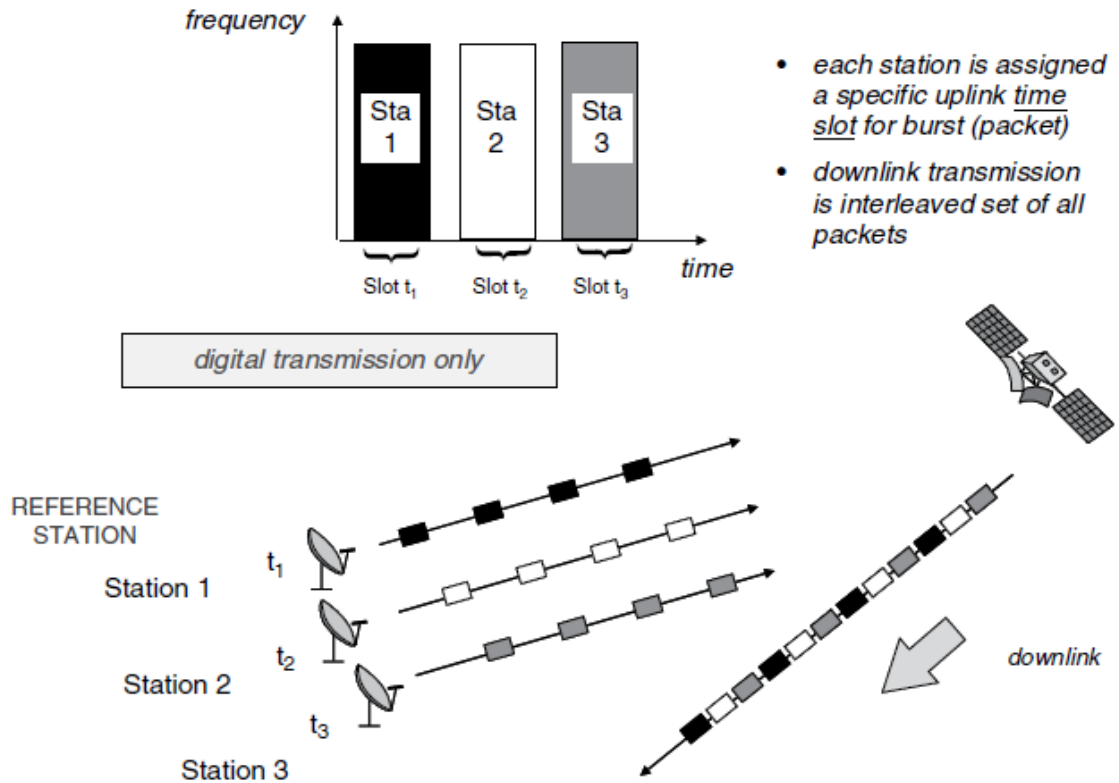 frequency
Sta
1
Sta
2
Sta
3
time
Slot t1
Slot t2
Slot t3
• each station is assigned
a specific uplink time
slot for burst (packet)
• downlink transmission
is interleaved set of all
packets
digital transmission only
REFERENCE
STATION
t1
Station 1
t2
Station 2
t3
Station 3
downlink